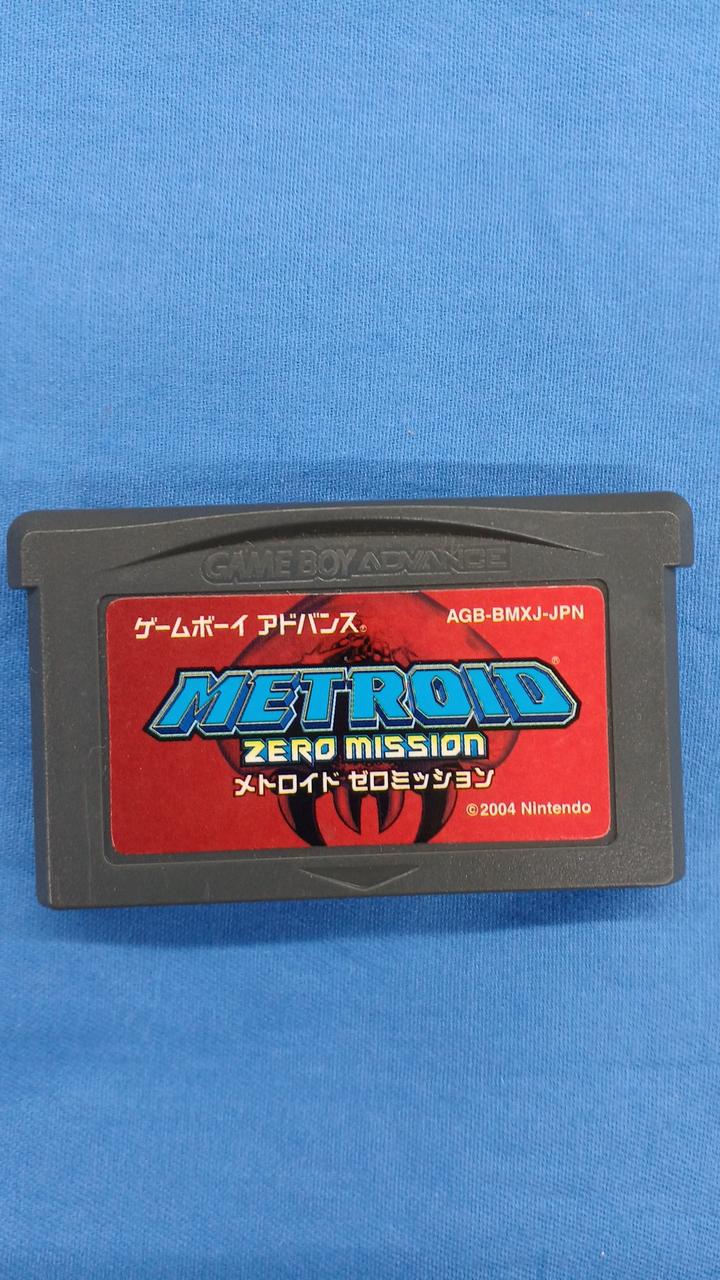 GAME BOY ADVANCE
ゲームボーイ アドバンス®
AGB-BMXJ-JPN
METROID®
ZERO MISSION
メトロイド ゼロミッション
©2004 Nintendo